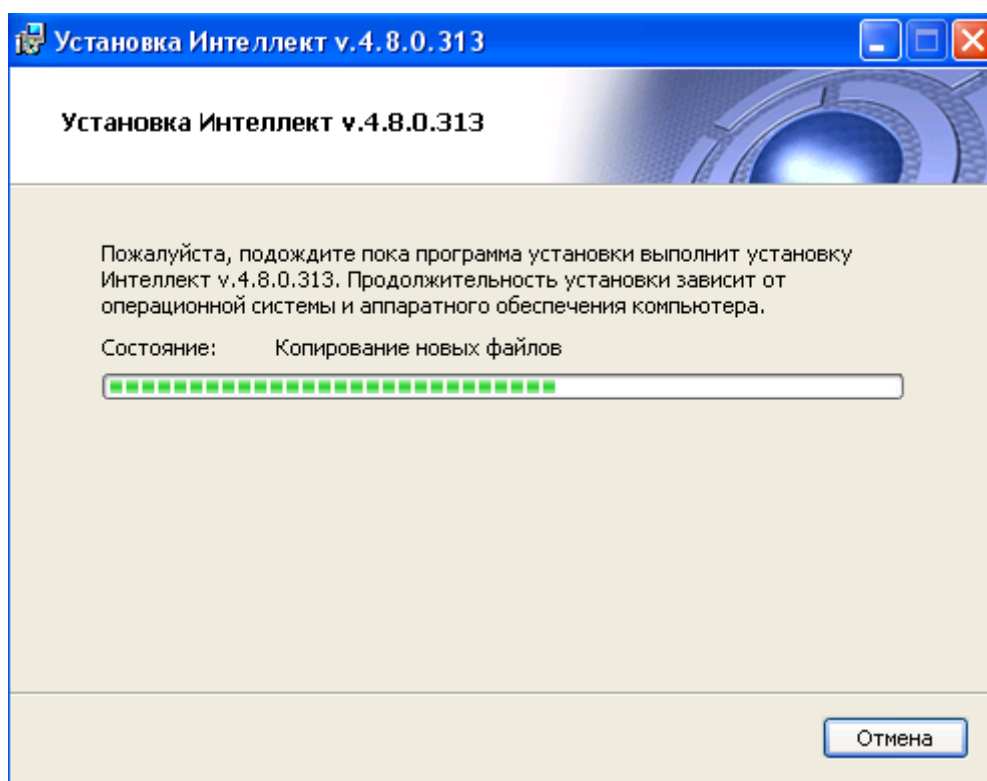 Установка Интеллект v.4.8.0.313
Установка Интеллект v.4.8.0.313
Пожалуйста, подождите пока программа установки выполнит установку
Интеллект v.4.8.0.313. Продолжительность установки зависит от
операционной системы и аппаратного обеспечения компьютера.
Состояние: Копирование новых файлов
Отмена